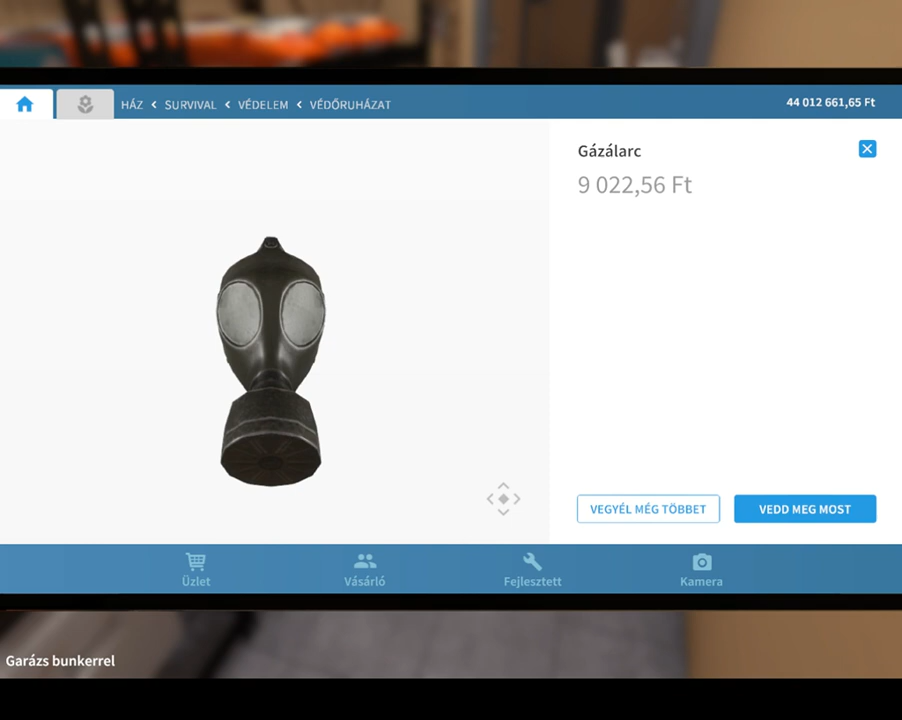 HÁZ < SURVIVAL < VÉDELEM < VÉDŐRUHÁZAT
44 012 661,65 Ft
Gázálarc
9 022,56 Ft
VEGYÉL MÉG TÖBBET
VEDD MEG MOST
Üzlet
Vásárló
Fejlesztett
Kamera
Garázs bunkerrel